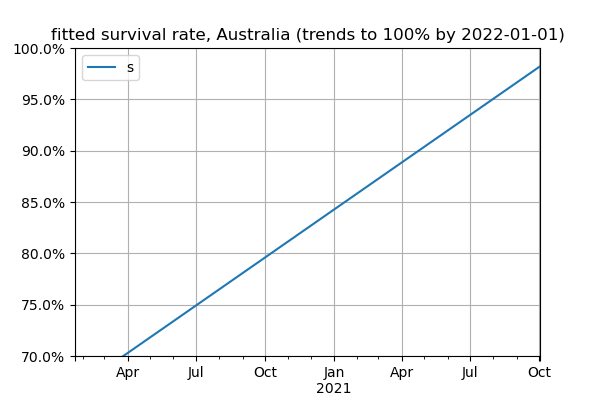 fitted survival rate, Australia (trends to 100% by 2022-01-01)
100.0%
s
95.0%
90.0%
85.0%
80.0%
75.0%
70.0%
Apr Jul Oct Jan Apr Jul Oct
2021